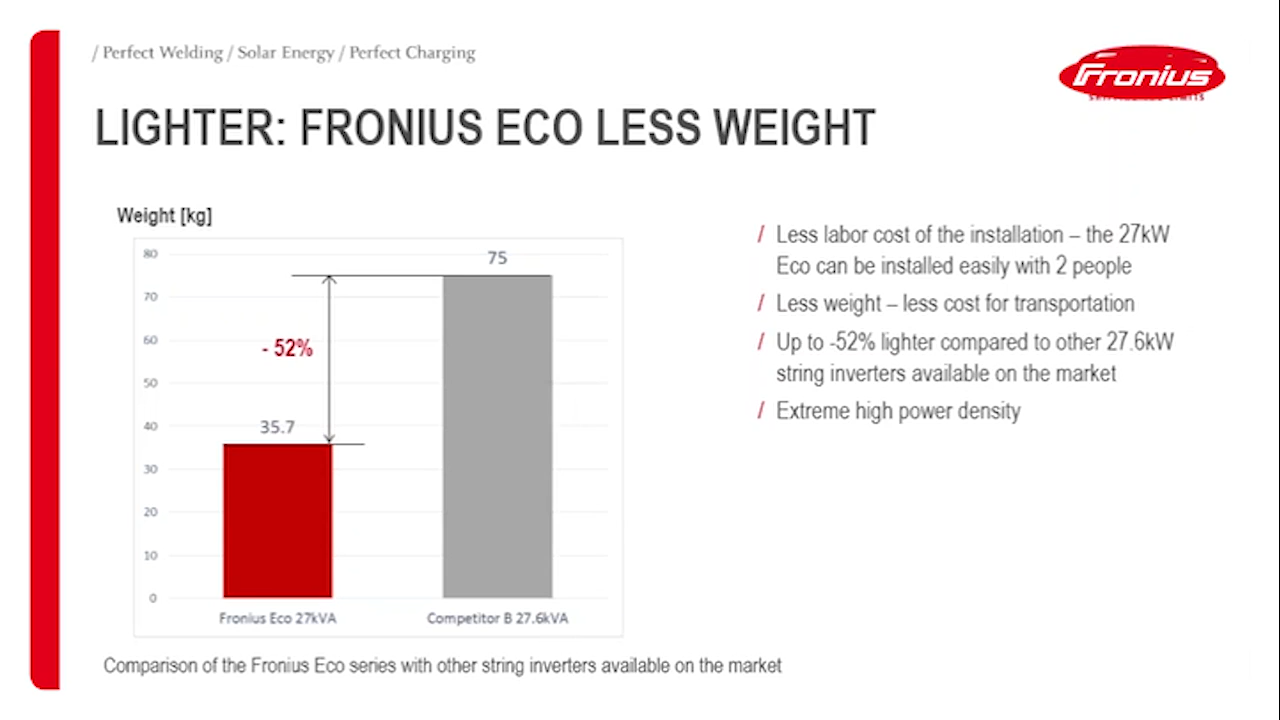 / Perfect Welding / Solar Energy / Perfect Charging
Fronius
LIGHTER: FRONIUS ECO LESS WEIGHT
Weight [kg]
80
70
60
50
40
30
20
10
0
75
- 52%
35.7
Fronius Eco 27kVA
Competitor B 27.6kVA
/ Less labor cost of the installation – the 27kW
Eco can be installed easily with 2 people
/ Less weight – less cost for transportation
/ Up to -52% lighter compared to other 27.6kW
string inverters available on the market
/ Extreme high power density
Comparison of the Fronius Eco series with other string inverters available on the market